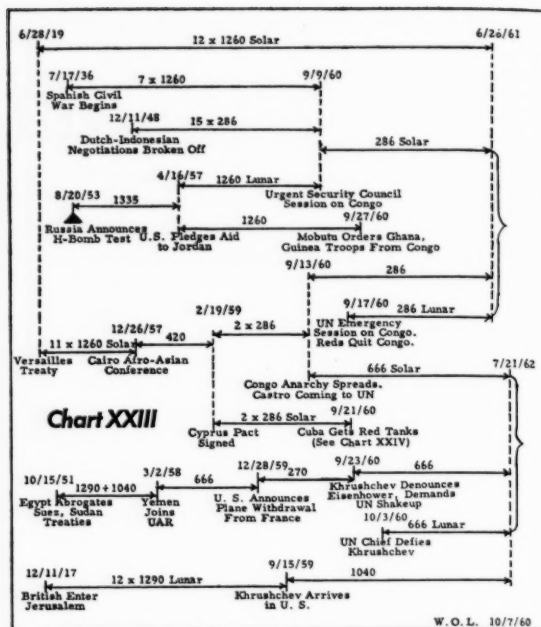 6/28/19
6/26/61
12 x 1260 Solar
7/17/36
7 x 1260
9/9/60
Spanish Civil
War Begins
12/11/48
15 x 286
Dutch-Indonesian
Negotiations Broken Off
286 Solar
4/16/57
1260 Lunar
8/20/53
1335
Urgent Security Council
Session on Congo
1260
9/27/60
Russia Announces
H-Bomb Test
U.S. Pledges Aid
to Jordan
Mobutu Orders Ghana,
Guinea Troops From Congo
9/13/60
286
2/19/59
9/17/60
286 Lunar
12/26/57
2 x 286
UN Emergency
Session on Congo.
Reds Quit Congo.
11 x 1260 Solar
420
Versailles
Treaty
Cairo Afro-Asian
Conference
7/21/62
666 Solar
Congo Anarchy Spreads.
Castro Coming to UN
Chart XXIII
2 x 286 Solar
9/21/60
Cyprus Pact
Signed
Cuba Gets Red Tanks
(See Chart XXIV)
10/15/51
1290 + 1040
3/2/58
666
12/28/59
270
9/23/60
666
Egypt Abrogates
Suez, Sudan
Treaties
Yemen
Joins
UAR
U. S. Announces
Plane Withdrawal
From France
Khrushchev Denounces
Eisenhower, Demands
UN Shakeup
10/3/60
666 Lunar
UN Chief Defies
Khrushchev
12/11/17
12 x 1290 Lunar
9/15/59
1040
British Enter
Jerusalem
Khrushchev Arrives
in U. S.
W. O. L. 10/7/60